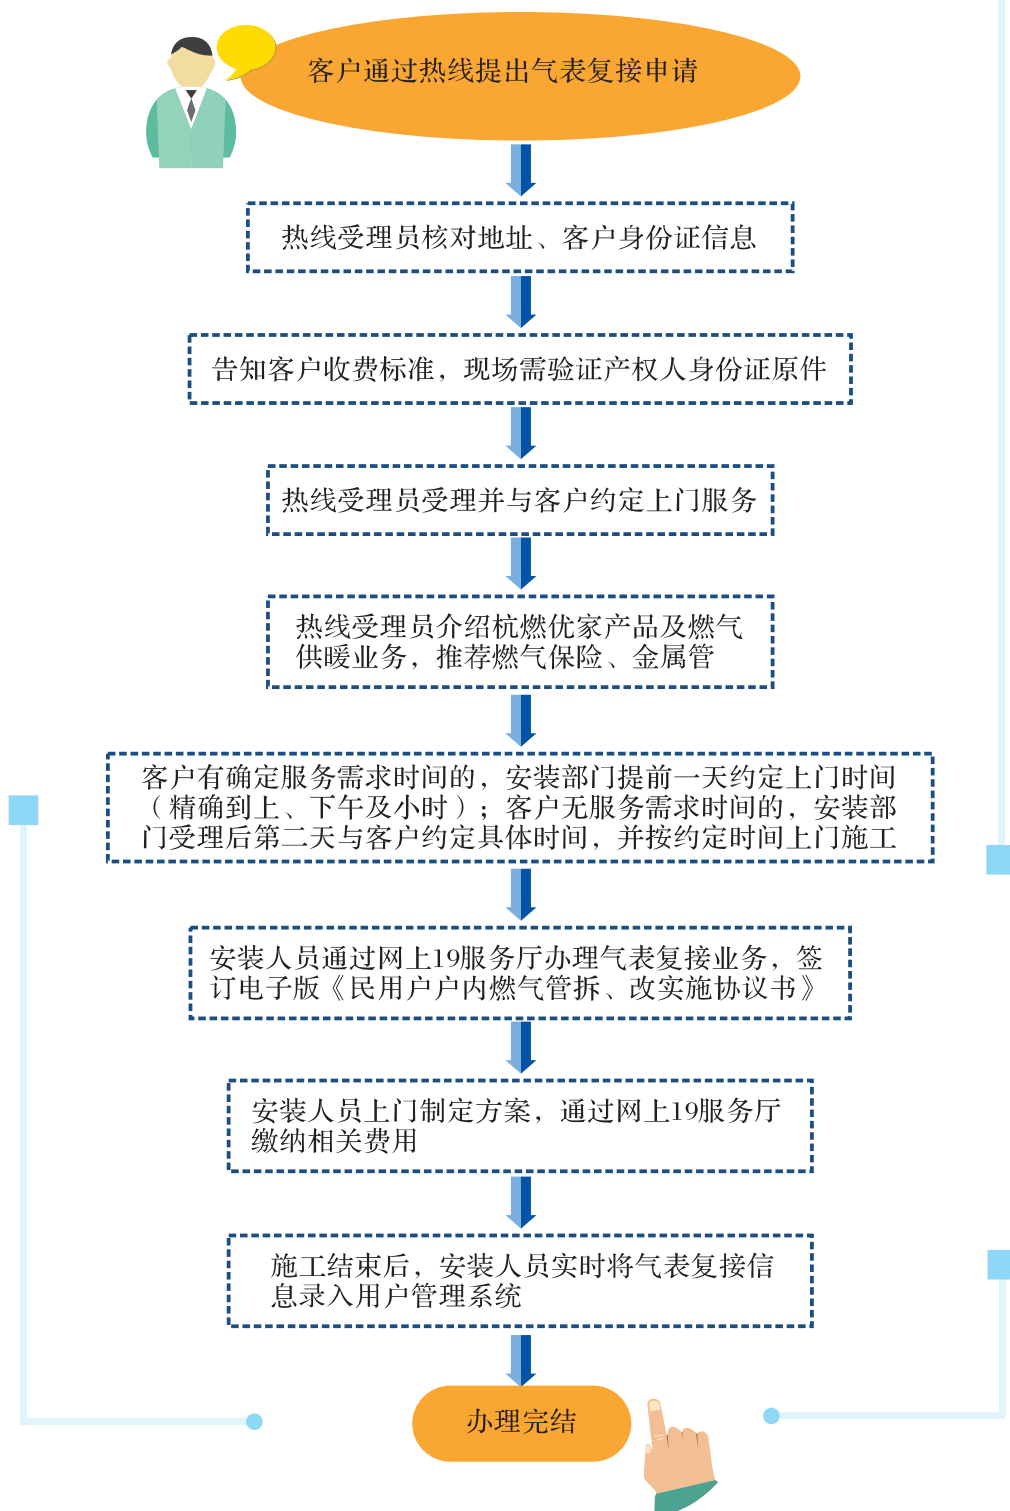 客户通过热线提出气表复接申请
热线受理员核对地址、客户身份证信息
告知客户收费标准，现场需验证产权人身份证原件
热线受理员受理并与客户约定上门服务
热线受理员介绍杭燃优家产品及燃气
供暖业务，推荐燃气保险、金属管
客户有确定服务需求时间的，安装部门提前一天约定上门时间
（精确到上、下午及小时）；客户无服务需求时间的，安装部
门受理后第二天与客户约定具体时间，并按约定时间上门施工
安装人员通过网上19服务厅办理气表复接业务，签
订电子版《民用户户内燃气管拆、改实施协议书》
安装人员上门制定方案，通过网上19服务厅
缴纳相关费用
施工结束后，安装人员实时将气表复接信
息录入用户管理系统
办理完结